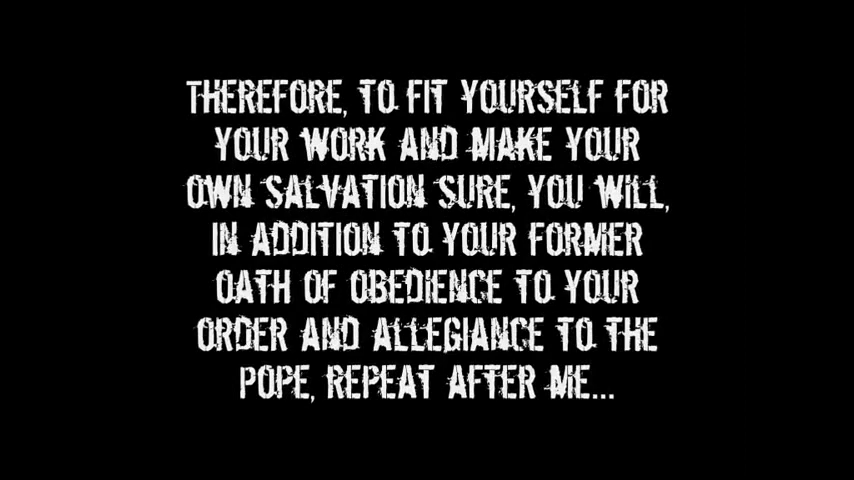 THEREFORE, TO FIT YOURSELF FOR
YOUR WORK AND MAKE YOUR
OWN SALVATION SURE, YOU WILL,
IN ADDITION TO YOUR FORMER
OATH OF OBEDIENCE TO YOUR
ORDER AND ALLEGIANCE TO THE
POPE, REPEAT AFTER ME...